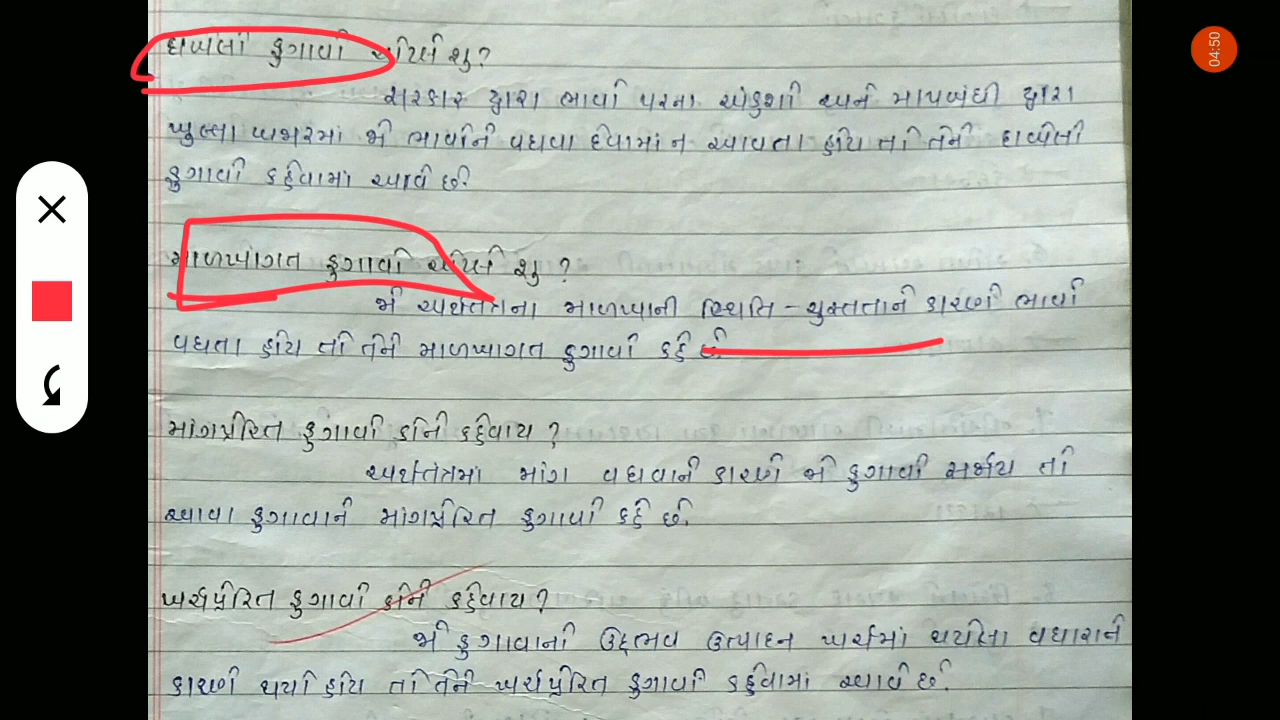 દબાયેલો ફુગાવો એટલે શું?
સરકાર દ્વારા ભાવો પરના અંકુશો અને માપબંધી દ્વારા
ખુલ્લા બજારમાં જો ભાવોને વધવા દેવામાં ન આવતા હોય તો તેને દાબેલો
ફુગાવો કહેવામાં આવે છે.
માળખાગત ફુગાવો એટલે શું?
જો અર્થતંત્રના માળખાની સ્થિતિ-ચુસ્તતાને કારણે ભાવો
વધતા હોય તો તેને માળખાગત ફુગાવો કહે છે.
માંગપ્રેરિત ફુગાવો કોને કહેવાય?
અર્થતંત્રમાં માંગ વધવાને કારણે જો ફુગાવો સર્જાય તો
આવા ફુગાવાને માંગપ્રેરિત ફુગાવો કહે છે.
ખર્ચપ્રેરિત ફુગાવો કોને કહેવાય?
જો ફુગાવાનો ઉદ્ભવ ઉત્પાદન ખર્ચમાં થયેલા વધારાને
કારણે થયો હોય તો તેને ખર્ચપ્રેરિત ફુગાવો કહેવામાં આવે છે.
04:50